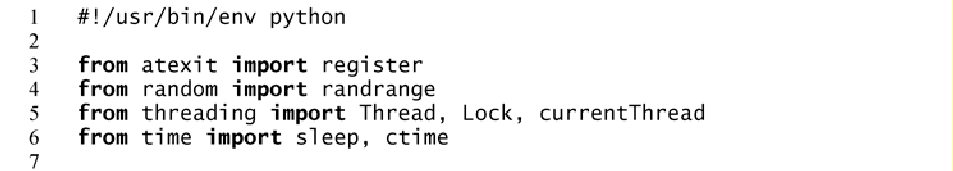 1 #!/usr/bin/env python
2
3 from atexit import register
4 from random import randrange
5 from threading import Thread, Lock, currentThread
6 from time import sleep, ctime
7